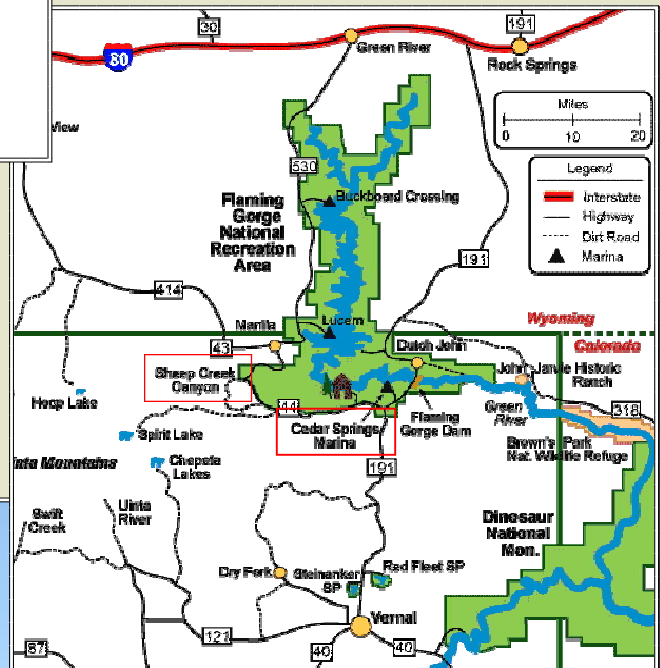 30
191
80
Green River
Rock Springs
Miles
0 10 20
View
Legend
Interstate
Highway
Dirt Road
Marina
530
Buckboard Crossing
Flaming
Gorge
National
Recreation
Area
191
414
Wyoming
Colorado
Manila
Lucern
Dutch John
43
Sheep Creek
Canyon
John Jarvie Historic
Ranch
Hoop Lake
44
Green
River
318
Cedar Springs
Marina
Flaming
Gorge Dam
Spirit Lake
Brown's Park
Nat. Wildlife Refuge
inta Mountains
Chepeta
Lakes
191
Swift
Creek
Uinta
River
Dinosaur
National
Mon.
Dry Fork
Steinanker
SP
Red Fleet SP
Vernal
121
87
40
40